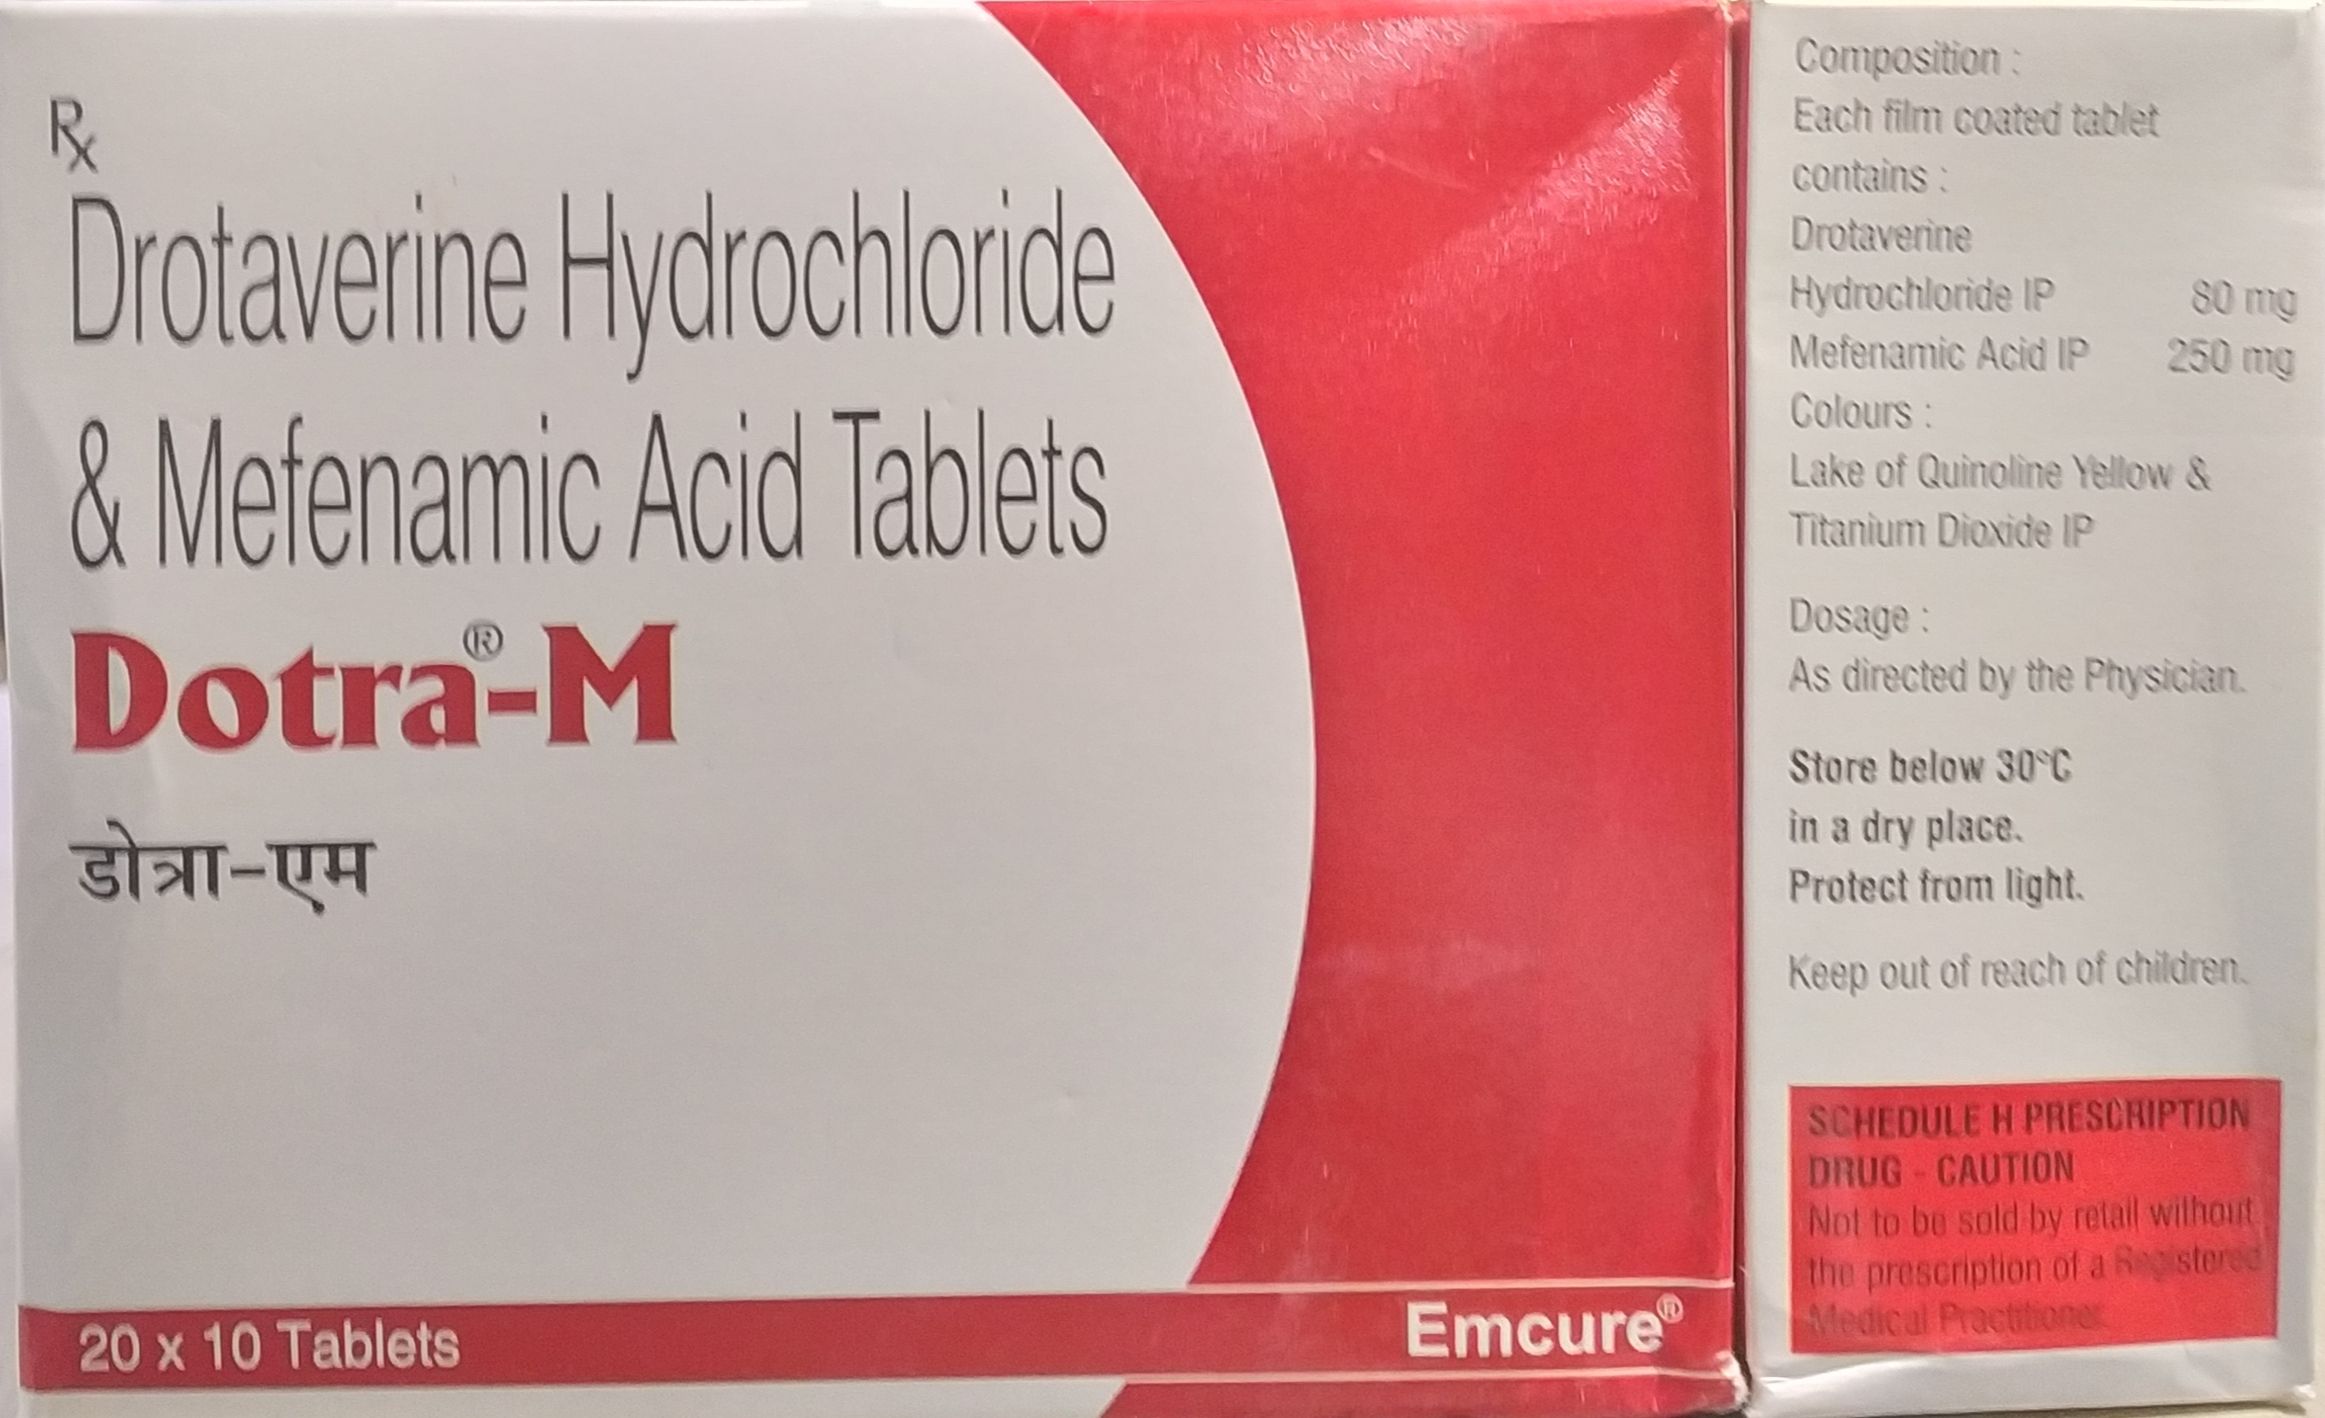 Rx
Drotaverine Hydrochloride
& Mefenamic Acid Tablets
Dotra®-M
डोत्रा-एम
20 x 10 Tablets
Emcure®
Composition :
Each film coated tablet
contains :
Drotaverine
Hydrochloride IP 80 mg
Mefenamic Acid IP 250 mg
Colours :
Lake of Quinoline Yellow &
Titanium Dioxide IP
Dosage :
As directed by the Physician.
Store below 30°C
in a dry place.
Protect from light.
Keep out of reach of children.
SCHEDULE H PRESCRIPTION
DRUG - CAUTION
Not to be sold by retail without
the prescription of a Registered
Medical Practitioner.